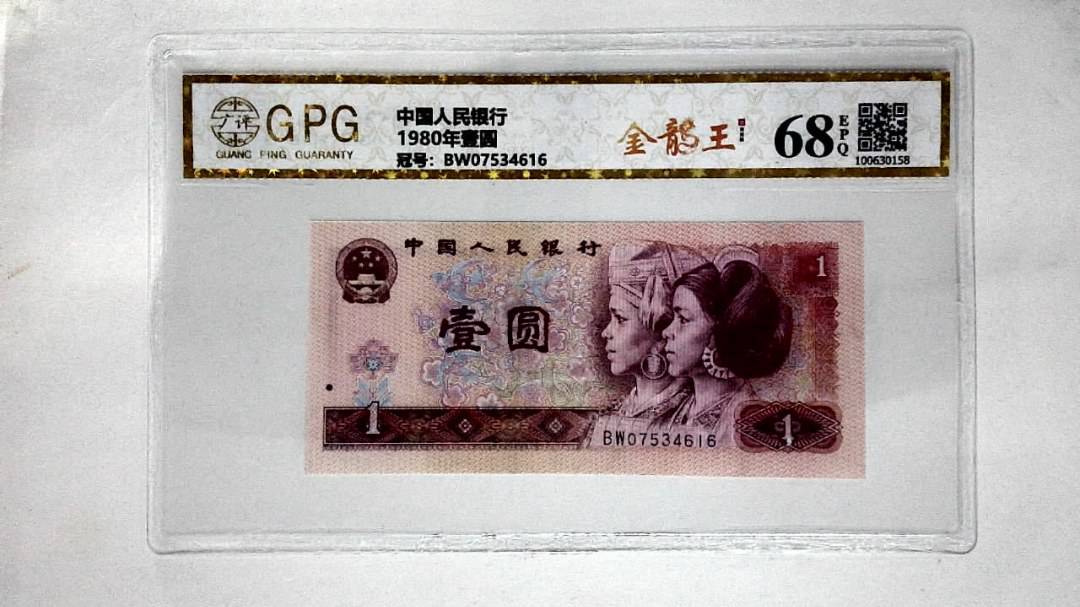 GPG
广评
GUANG PING GUARANTY
中国人民银行
1980年壹圆
冠号：BW07534616
金龍王
68
EPQ
100630158
中国人民银行
1
壹圆
1
BW07534616
1